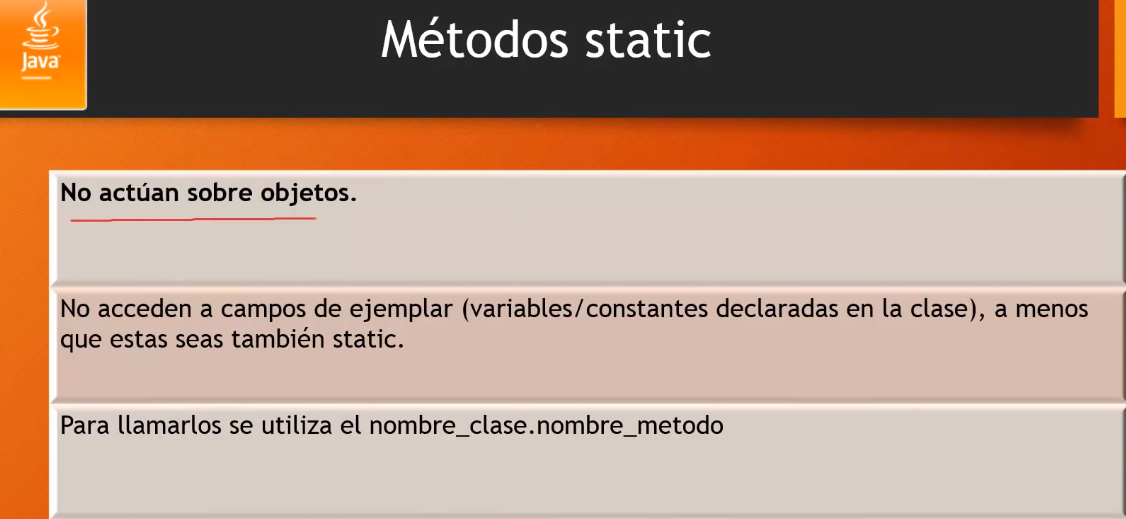 Java
Métodos static
No actúan sobre objetos.
No acceden a campos de ejemplar (variables/constantes declaradas en la clase), a menos
que estas seas también static.
Para llamarlos se utiliza el nombre_clase.nombre_metodo